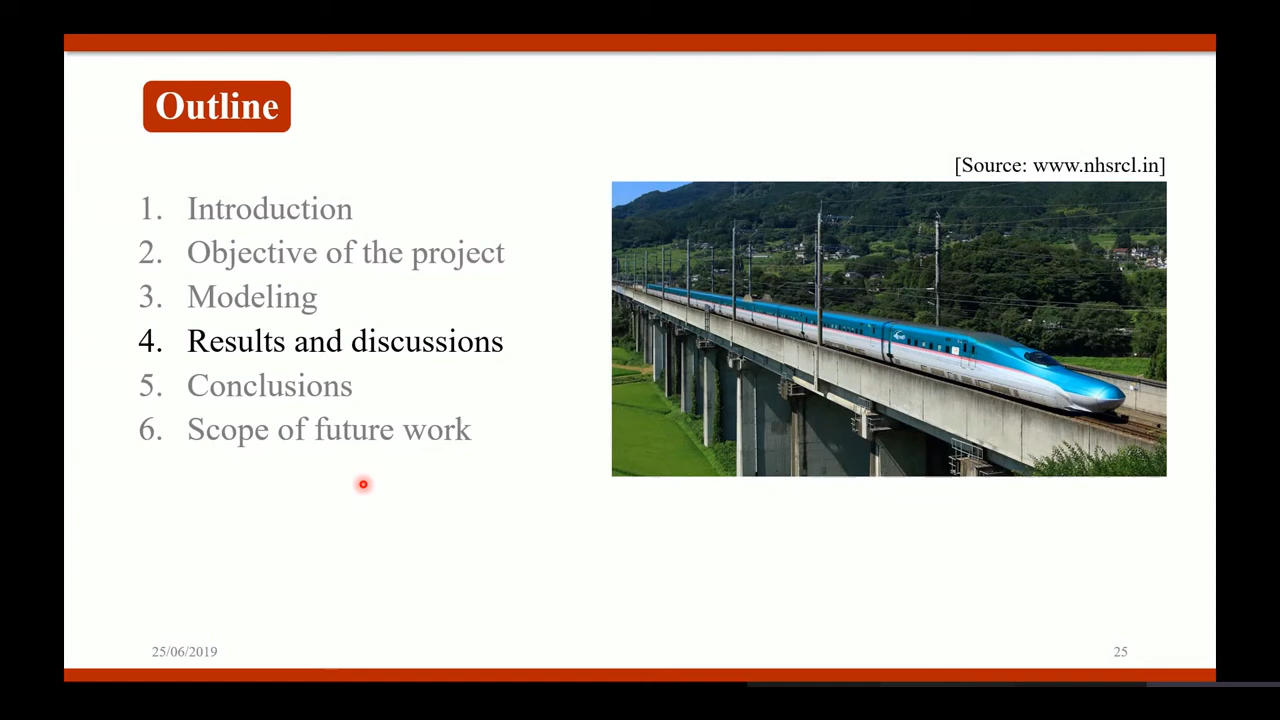 Outline
[Source: www.nhsrcl.in]
1. Introduction
2. Objective of the project
3. Modeling
4. Results and discussions
5. Conclusions
6. Scope of future work
25/06/2019
25